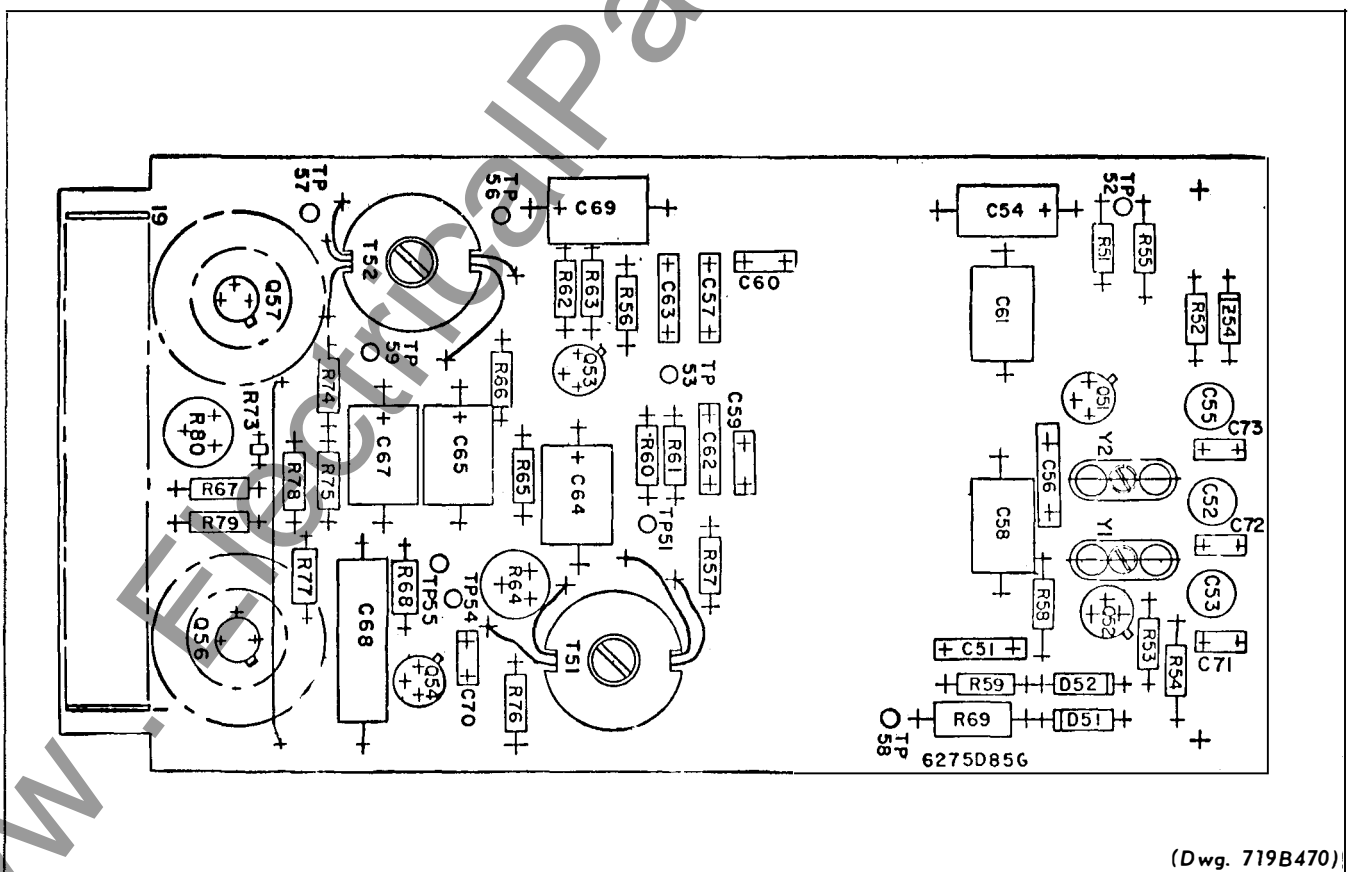 www.ElectricalPa
TP
57
TP
56
C69
C54
TP
52
19
T52
Q57
R62
R63
R56
C63
C57
C60
C61
R51
R55
R52
Z54
TP
59
R74
R66
Q53
TP
53
Q51
C55
C73
R73
R80
C67
C65
R65
C64
R60
R61
C62
C59
C56
Y2
R67
R78
R75
R79
TP51
C58
C52
C72
Y1
R77
R68
TP55
TP54
R64
R57
R58
C52
C53
Q56
C68
T51
C51
R53
R54
C71
Q54
C70
R76
R59
D52
TP
58
R69
D51
6275D85G
(Dwg. 719B470)